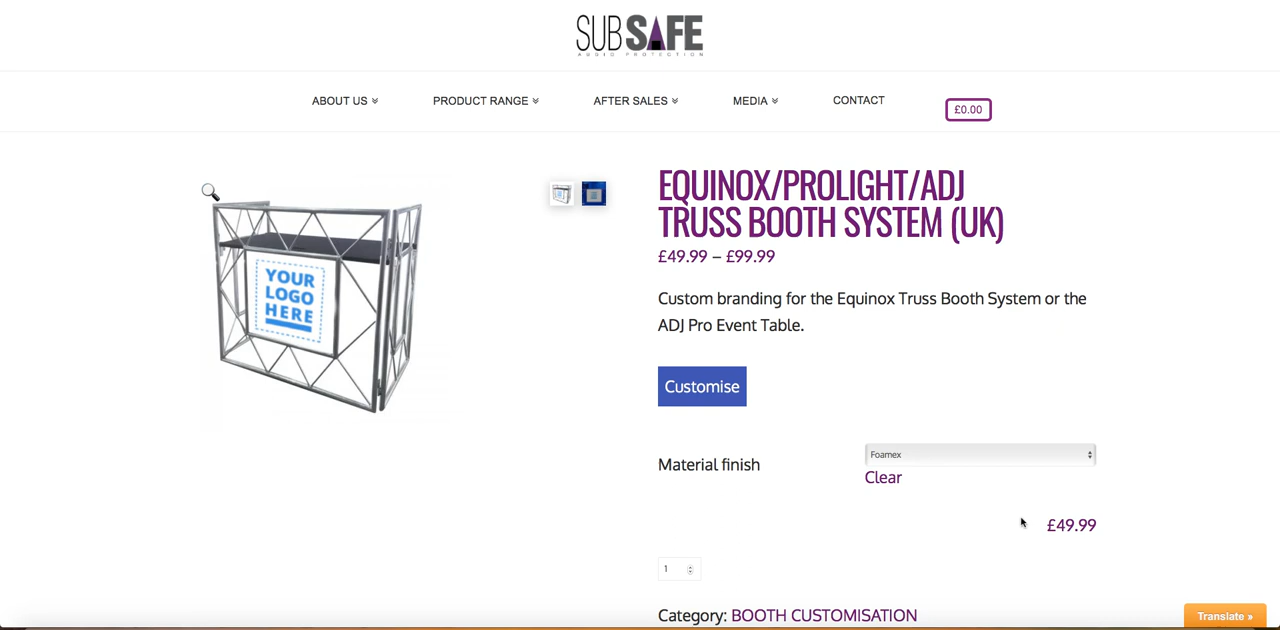 SUBSAFE
AUDIO PROTECTION
ABOUT US
PRODUCT RANGE
AFTER SALES
MEDIA
CONTACT
£0.00
YOUR
LOGO
HERE
EQUINOX/PROLIGHT/ADJ
TRUSS BOOTH SYSTEM (UK)
£49.99 – £99.99
Custom branding for the Equinox Truss Booth System or the
ADJ Pro Event Table.
Customise
Material finish
Foamex
Clear
£49.99
1
Category: BOOTH CUSTOMISATION
Translate »